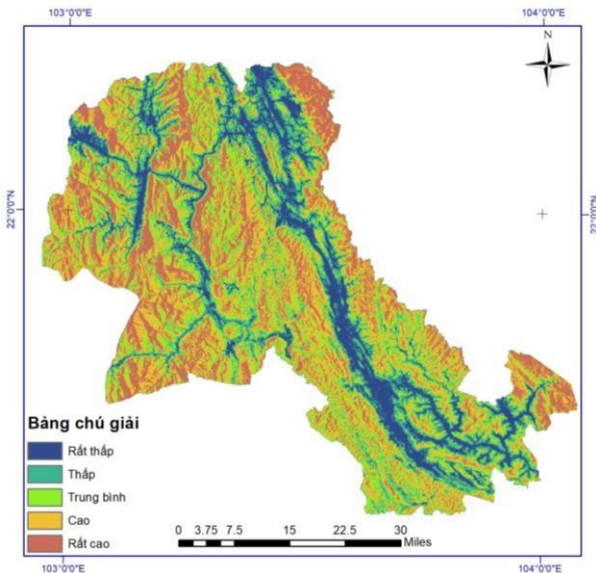 103°0'0"E
104°0'0"E
N
22°0'0"N
22°0'0"N
Bảng chú giải
Rất thấp
Thấp
Trung bình
Cao
Rất cao
0 3.75 7.5 15 22.5 30
Miles
103°0'0"E
104°0'0"E